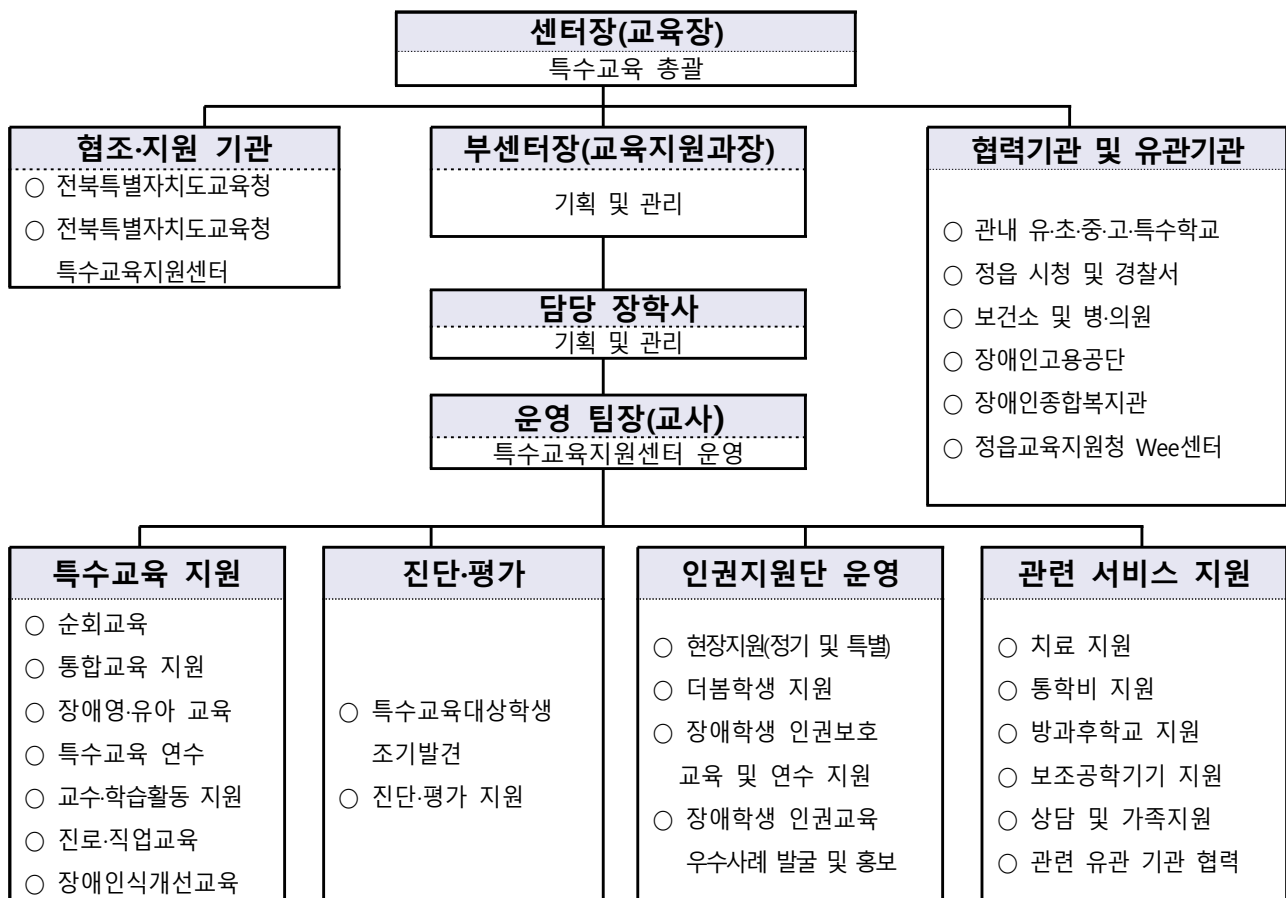 센터장(교육장)
특수교육 총괄
협조·지원 기관
○ 전북특별자치도교육청
○ 전북특별자치도교육청
특수교육지원센터
부센터장(교육지원과장)
기획 및 관리
협력기관 및 유관기관
○ 관내 유·초·중·고·특수학교
○ 정읍 시청 및 경찰서
○ 보건소 및 병·의원
○ 장애인고용공단
○ 장애인종합복지관
○ 정읍교육지원청 Wee센터
담당 장학사
기획 및 관리
운영 팀장(교사)
특수교육지원센터 운영
특수교육 지원
○ 순회교육
○ 통합교육 지원
○ 장애영·유아 교육
○ 특수교육 연수
○ 교수·학습활동 지원
○ 진로·직업교육
○ 장애인식개선교육
진단·평가
○ 특수교육대상학생
조기발견
○ 진단·평가 지원
인권지원단 운영
○ 현장지원(정기 및 특별)
○ 더봄학생 지원
○ 장애학생 인권보호
교육 및 연수 지원
○ 장애학생 인권교육
우수사례 발굴 및 홍보
관련 서비스 지원
○ 치료 지원
○ 통학비 지원
○ 방과후학교 지원
○ 보조공학기기 지원
○ 상담 및 가족지원
○ 관련 유관 기관 협력